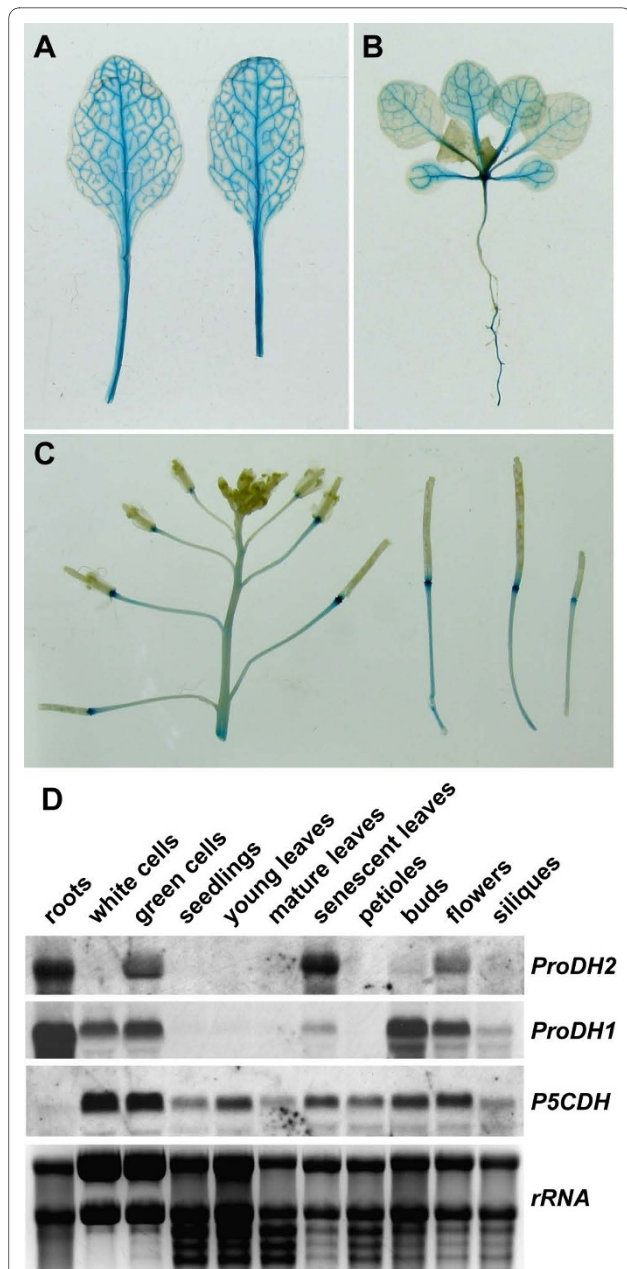 A
B
C
D
roots
white cells
green cells
seedlings
young leaves
mature leaves
senescent leaves
petioles
buds
flowers
siliques
ProDH2
ProDH1
P5CDH
rRNA